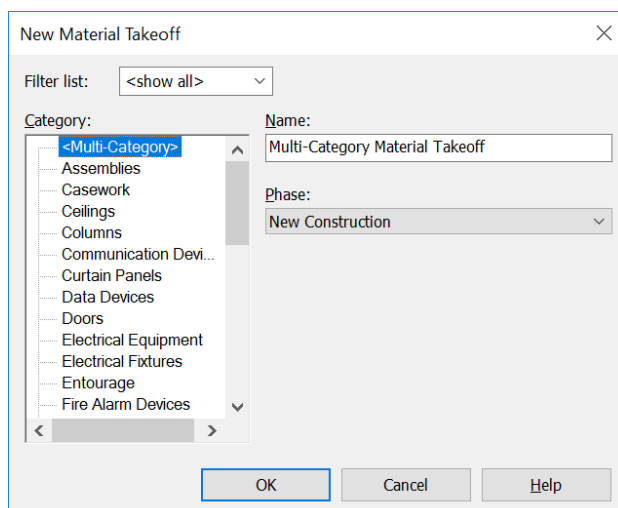 New Material Takeoff
Filter list: <show all>
Category:
<Multi-Category>
Assemblies
Casework
Ceilings
Columns
Communication Devi...
Curtain Panels
Data Devices
Doors
Electrical Equipment
Electrical Fixtures
Entourage
Fire Alarm Devices
Name:
Multi-Category Material Takeoff
Phase:
New Construction
OK Cancel Help